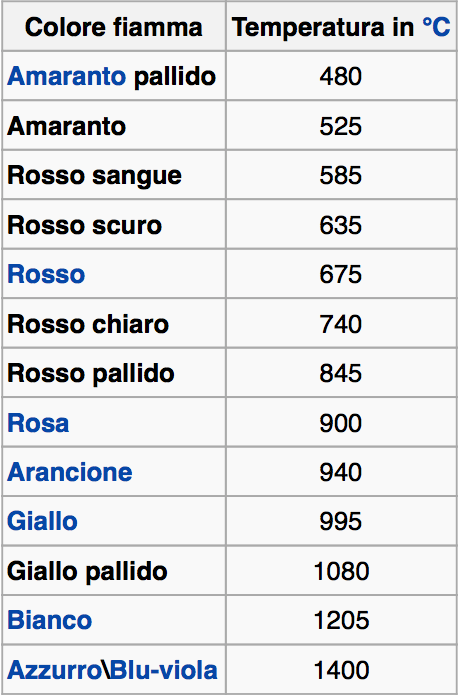 Colore fiamma Temperatura in °C
Amaranto pallido 480
Amaranto 525
Rosso sangue 585
Rosso scuro 635
Rosso 675
Rosso chiaro 740
Rosso pallido 845
Rosa 900
Arancione 940
Giallo 995
Giallo pallido 1080
Bianco 1205
Azzurro\Blu-viola 1400